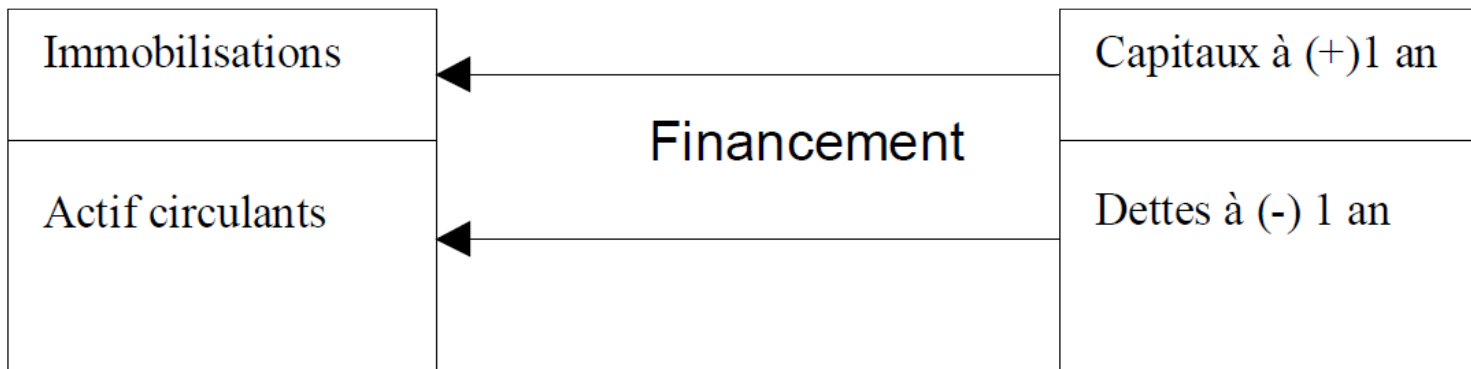 Immobilisations
Capitaux à (+)1 an
Financement
Actif circulants
Dettes à (-) 1 an